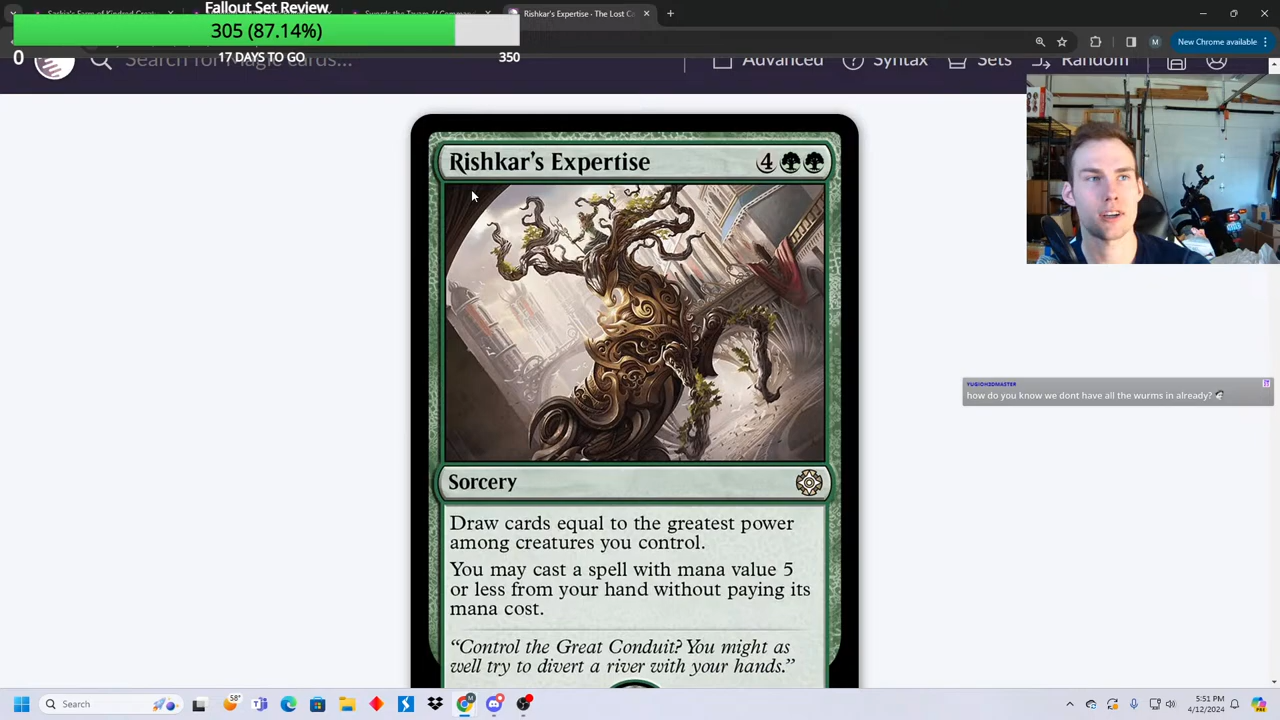 Fallout Set Review
305 (87.14%)
0
17 DAYS TO GO
350
Rishkar's Expertise · The Lost C
New Chrome available
Search for Magic cards...
Advanced
Syntax
Sets
Random
Rishkar's Expertise
4
Sorcery
Draw cards equal to the greatest power
among creatures you control.
You may cast a spell with mana value 5
or less from your hand without paying its
mana cost.
“Control the Great Conduit? You might as
well try to divert a river with your hands.”
YUGIOH3DMASTER
how do you know we dont have all the wurms in already?
58°
Search
4/12/2024